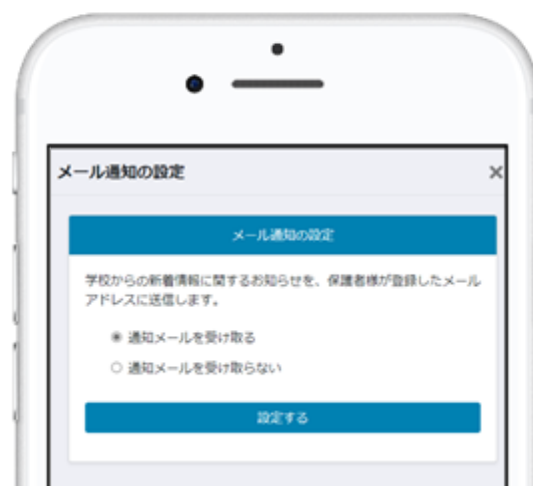 メール通知の設定 ×
メール通知の設定
学校からの新着情報に関するお知らせを、保護者様が登録したメール
アドレスに送信します。
通知メールを受け取る
通知メールを受け取らない
設定する